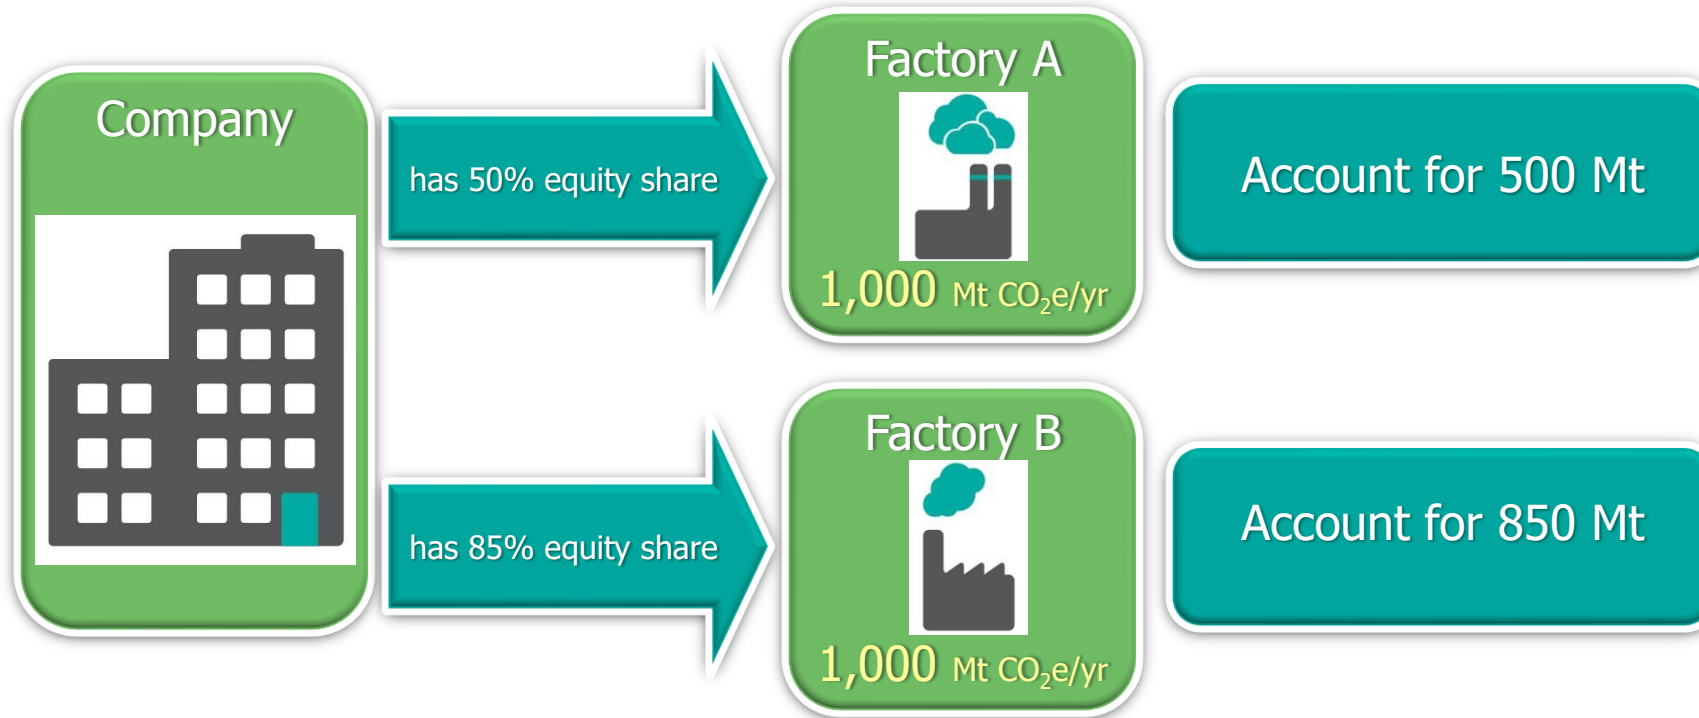 Company
has 50% equity share
Factory A
1,000 Mt CO₂e/yr
Account for 500 Mt
has 85% equity share
Factory B
1,000 Mt CO₂e/yr
Account for 850 Mt